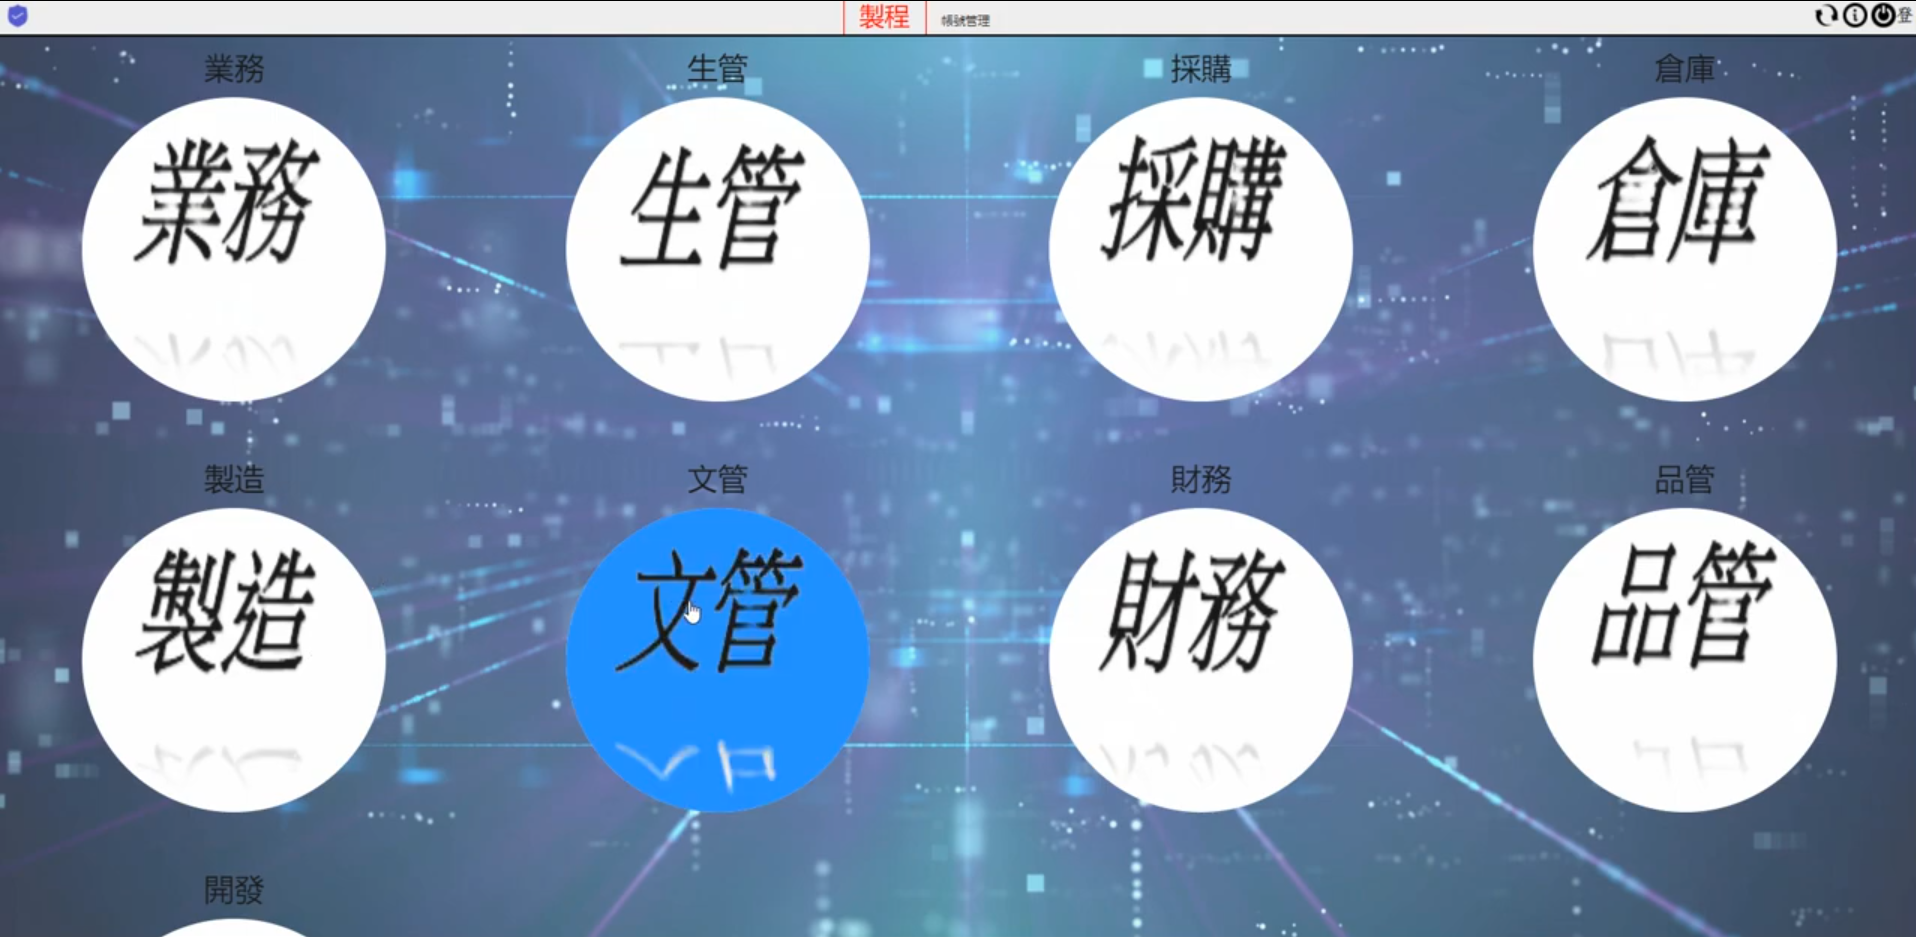 製程 帳號管理 登
業務 生管 採購 倉庫
業務 生管 採購 倉庫
製造 文管 財務 品管
製造 文管 財務 品管
開發